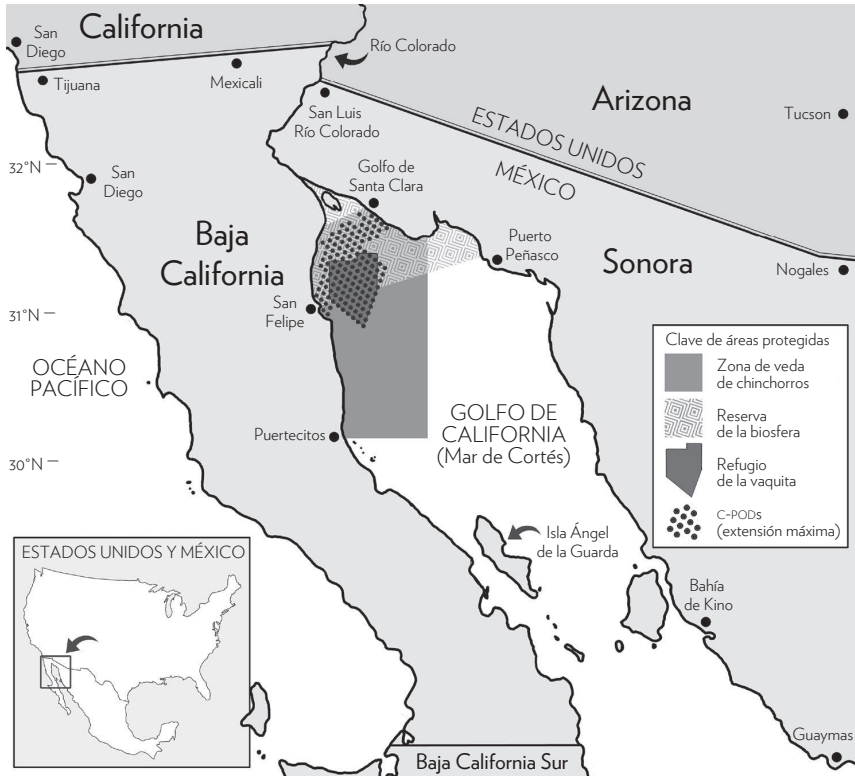 California
San
Diego
Río Colorado
Tijuana
Mexicali
San Luis
Río Colorado
Arizona
Tucson
ESTADOS UNIDOS
MÉXICO
32°N
San
Diego
Golfo de
Santa Clara
Baja
California
Puerto
Peñasco
Sonora
Nogales
31°N
San
Felipe
OCÉANO
PACÍFICO
Puertecitos
30°N
GOLFO DE
CALIFORNIA
(Mar de Cortés)
Clave de áreas protegidas
Zona de veda
de chinchorros
Reserva
de la biosfera
Refugio
de la vaquita
C-PODs
(extensión máxima)
Isla Ángel
de la Guarda
Bahía
de Kino
ESTADOS UNIDOS Y MÉXICO
Guaymas
Baja California Sur